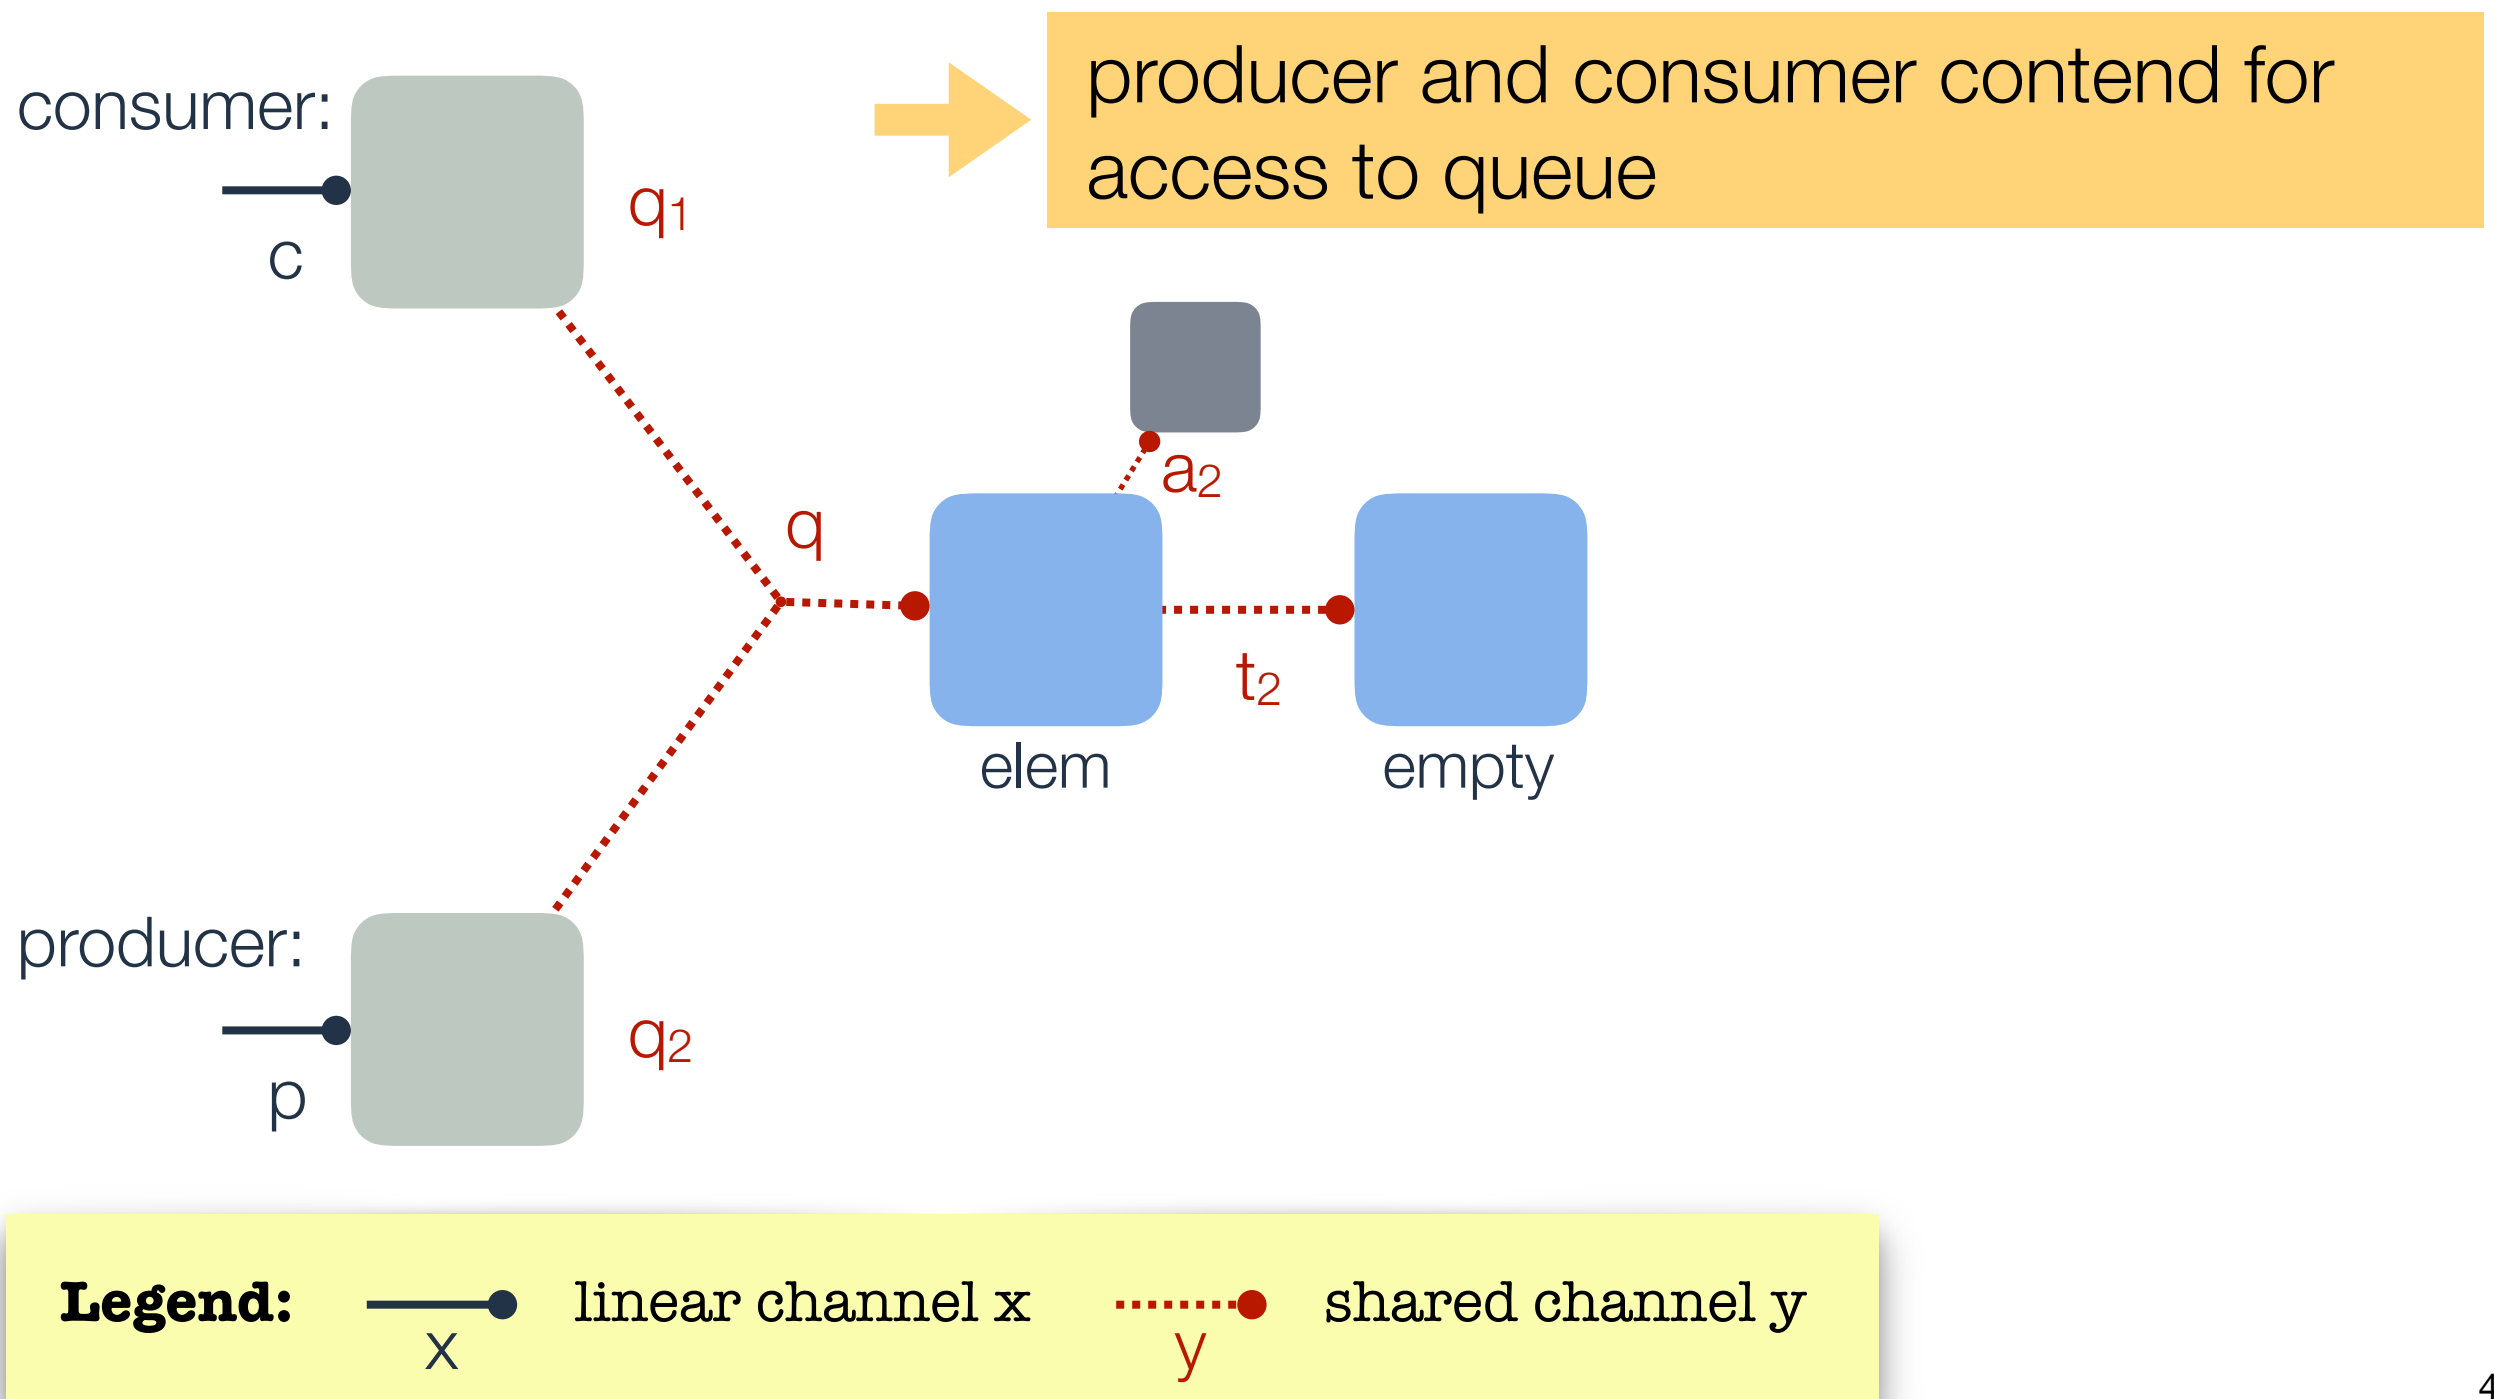 consumer:
producer and consumer contend for
access to queue
q₁
c
a₂
q
t₂
elem
empty
producer:
q₂
p
Legend:
linear channel x
shared channel y
x
y
4